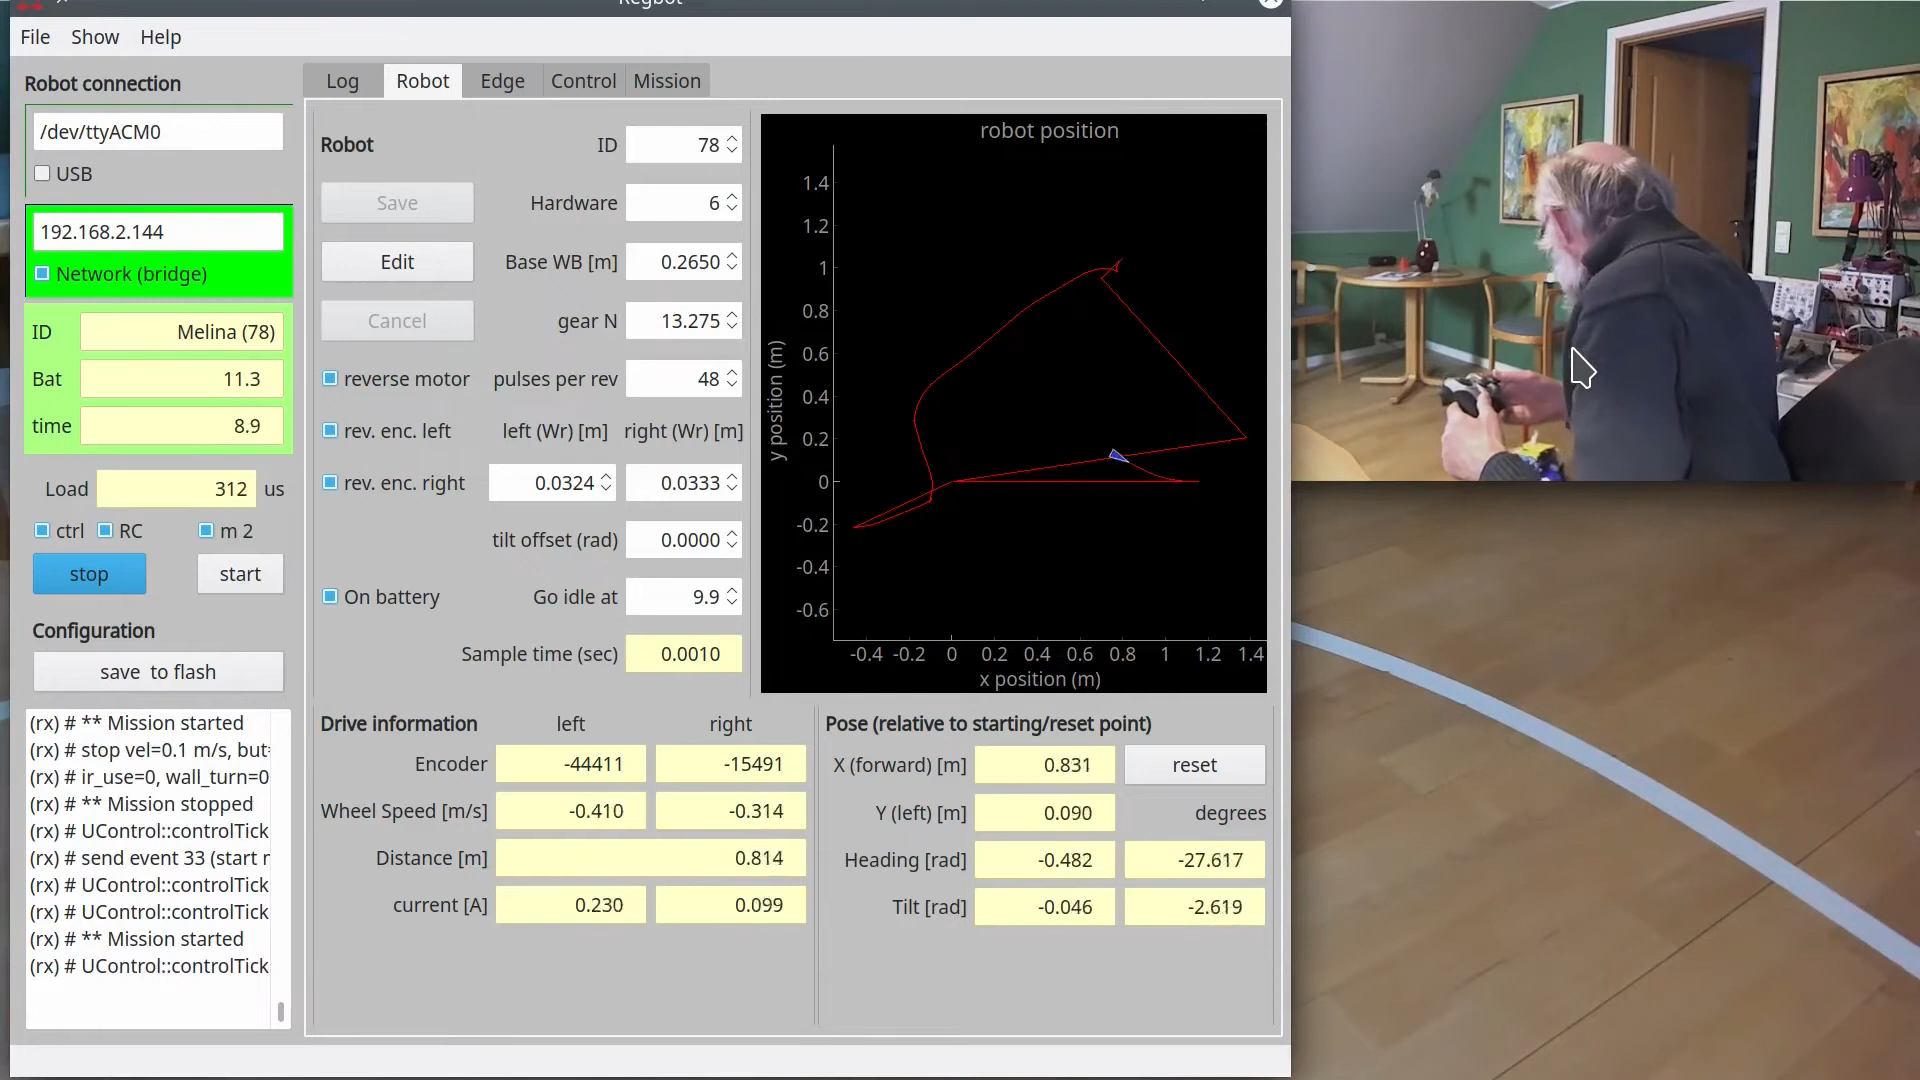 Regbot
File Show Help
Robot connection
/dev/ttyACM0
USB
192.168.2.144
Network (bridge)
ID Melina (78)
Bat 11.3
time 8.9
Load 312 us
ctrl RC m 2
stop start
Configuration
save to flash
(rx) # ** Mission started
(rx) # stop vel=0.1 m/s, but
(rx) # ir_use=0, wall_turn=0
(rx) # ** Mission stopped
(rx) # UControl::controlTick
(rx) # send event 33 (start
(rx) # UControl::controlTick
(rx) # UControl::controlTick
(rx) # ** Mission started
(rx) # UControl::controlTick
Log Robot Edge Control Mission
Robot ID 78
Save Hardware 6
Edit Base WB [m] 0.2650
Cancel gear N 13.275
reverse motor pulses per rev 48
rev. enc. left left (Wr) [m] right (Wr) [m]
rev. enc. right 0.0324 0.0333
tilt offset (rad) 0.0000
On battery Go idle at 9.9
Sample time (sec) 0.0010
robot position
y position (m)
1.4
1.2
1
0.8
0.6
0.4
0.2
0
-0.2
-0.4
-0.6
-0.4 -0.2 0 0.2 0.4 0.6 0.8 1 1.2 1.4
x position (m)
Drive information left right
Encoder -44411 -15491
Wheel Speed [m/s] -0.410 -0.314
Distance [m] 0.814
current [A] 0.230 0.099
Pose (relative to starting/reset point)
X (forward) [m] 0.831 reset
Y (left) [m] 0.090 degrees
Heading [rad] -0.482 -27.617
Tilt [rad] -0.046 -2.619